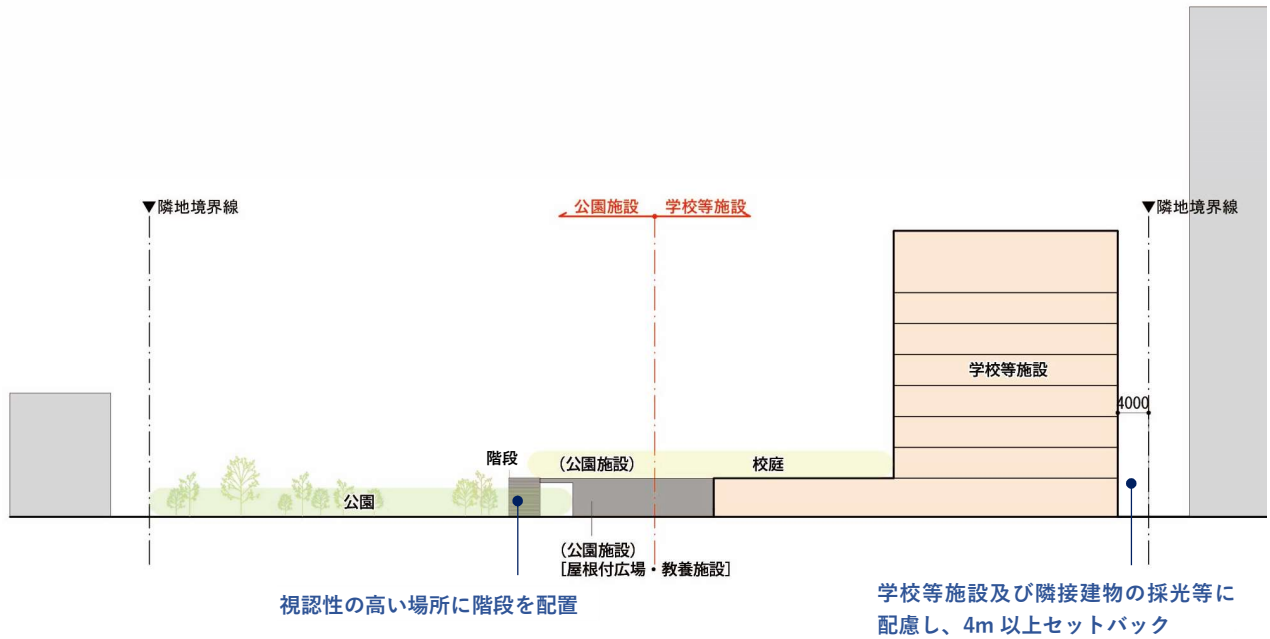 ▼隣地境界線
公園施設 学校等施設
▼隣地境界線
学校等施設
4000
階段
(公園施設) 校庭
公園
(公園施設)
[屋根付広場・教養施設]
視認性の高い場所に階段を配置
学校等施設及び隣接建物の採光等に
配慮し、4m 以上セットバック